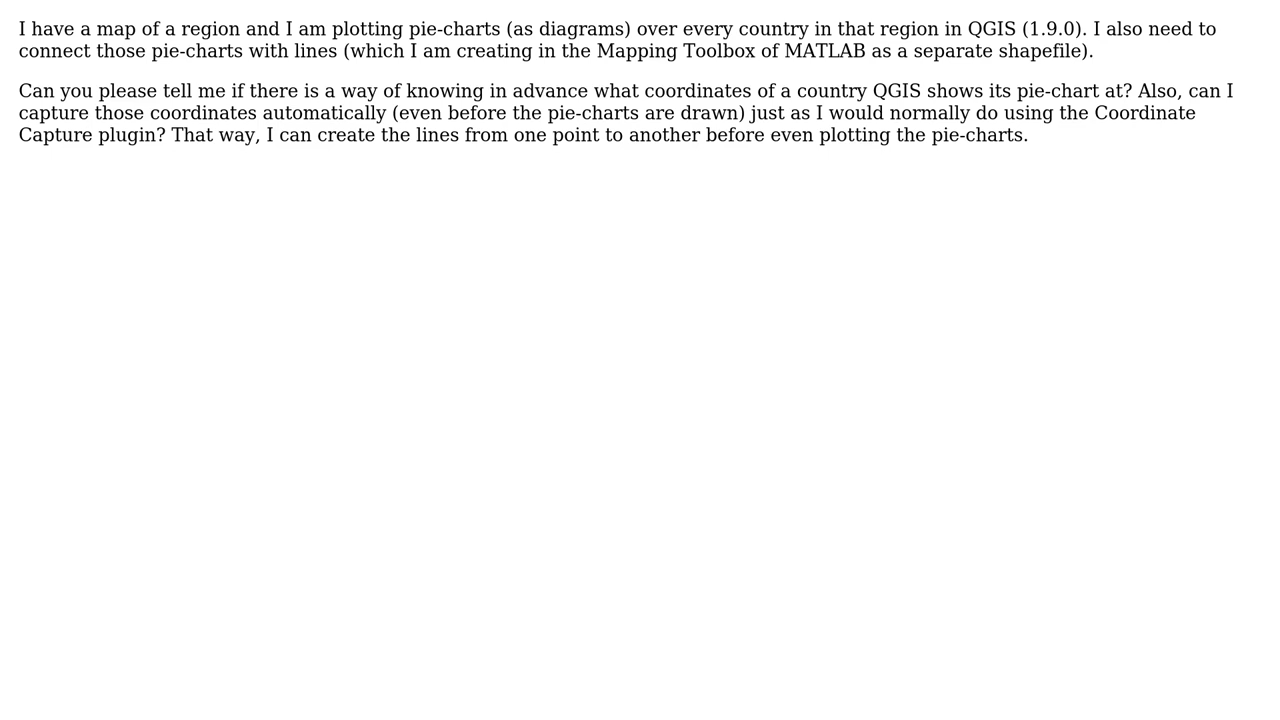 I have a map of a region and I am plotting pie-charts (as diagrams) over every country in that region in QGIS (1.9.0). I also need to
connect those pie-charts with lines (which I am creating in the Mapping Toolbox of MATLAB as a separate shapefile).
Can you please tell me if there is a way of knowing in advance what coordinates of a country QGIS shows its pie-chart at? Also, can I
capture those coordinates automatically (even before the pie-charts are drawn) just as I would normally do using the Coordinate
Capture plugin? That way, I can create the lines from one point to another before even plotting the pie-charts.